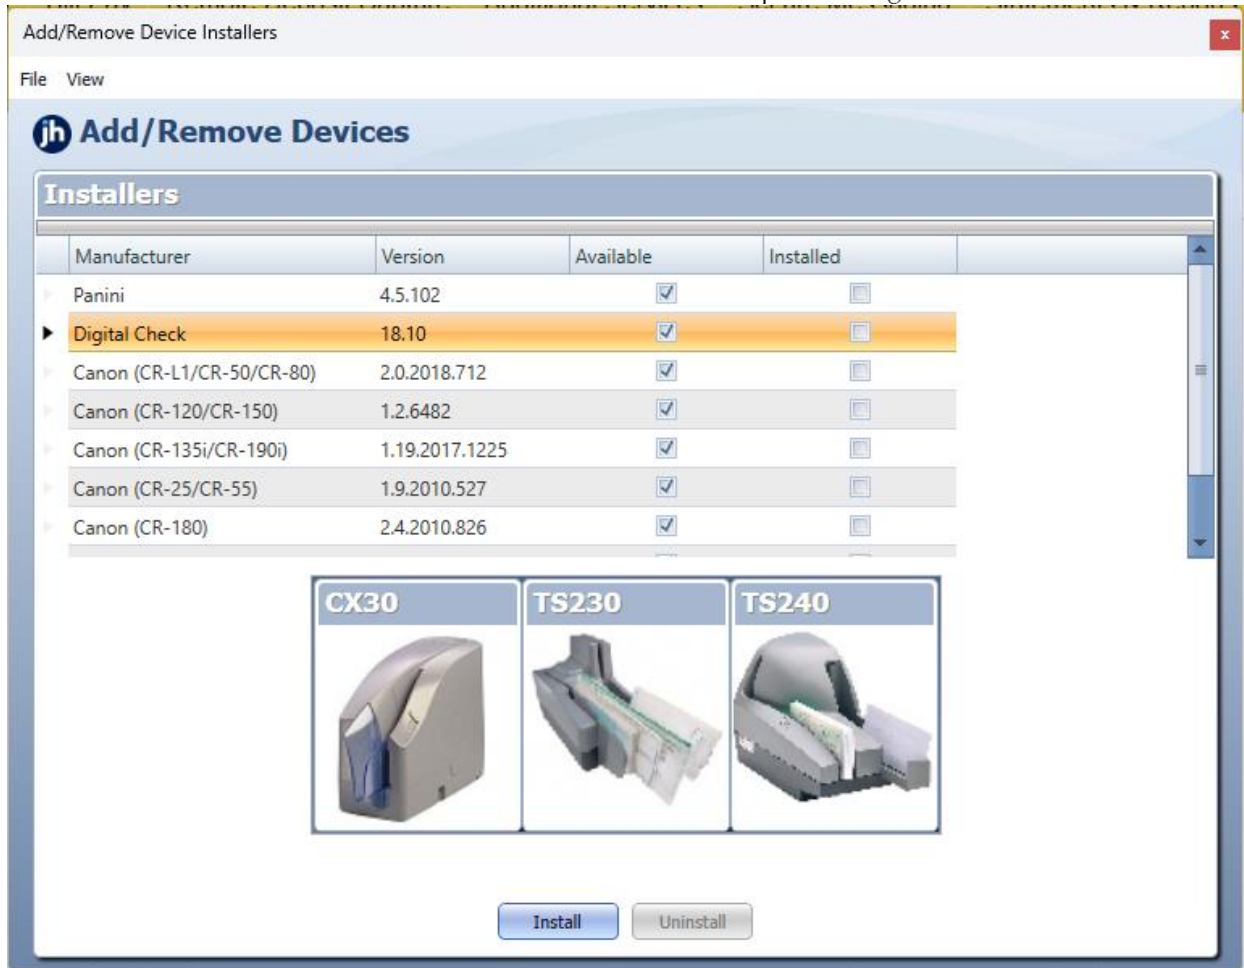 Add/Remove Device Installers
x
File View
jh Add/Remove Devices
Installers
Manufacturer Version Available Installed
Panini 4.5.102
Digital Check 18.10
Canon (CR-L1/CR-50/CR-80) 2.0.2018.712
Canon (CR-120/CR-150) 1.2.6482
Canon (CR-135i/CR-190i) 1.19.2017.1225
Canon (CR-25/CR-55) 1.9.2010.527
Canon (CR-180) 2.4.2010.826
CX30 TS230 TS240
Install Uninstall